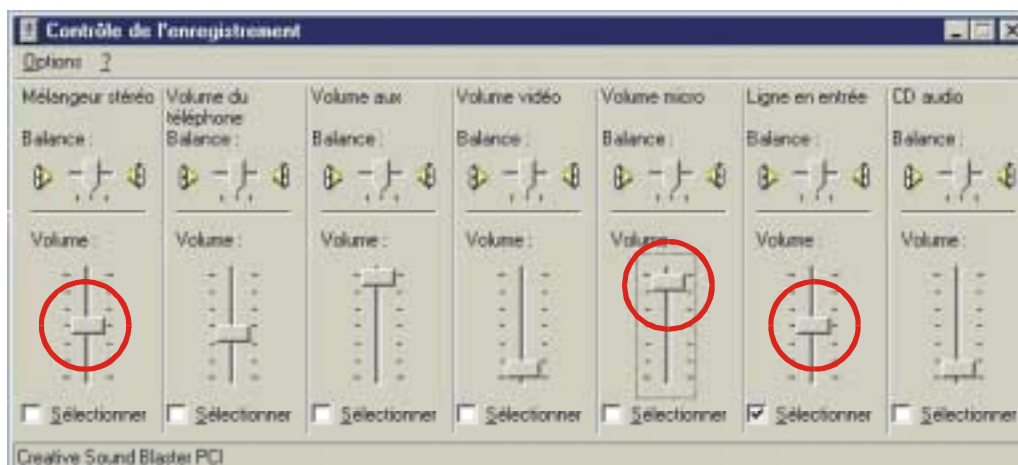 Contrôle de l'enregistrement
Options ?
Mélangeur stéréo Volume du téléphone Volume aux Volume vidéo Volume micro Ligne en entrée CD audio
Balance : Balance : Balance : Balance : Balance : Balance : Balance :
Volume : Volume : Volume : Volume : Volume : Volume : Volume :
Sélectionner Sélectionner Sélectionner Sélectionner Sélectionner Sélectionner Sélectionner
Creative Sound Blaster PCI